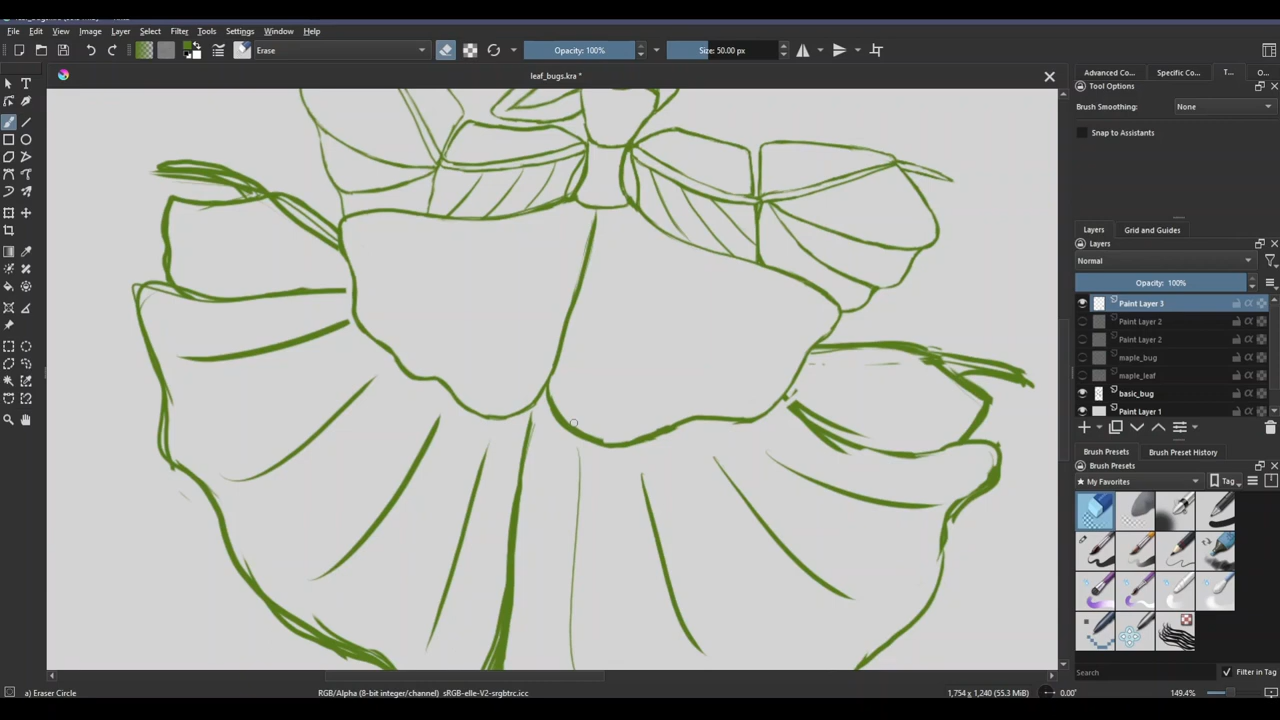 File Edit View Image Layer Select Filter Tools Settings Window Help
Erase Opacity: 100% Size: 50.00 px
leaf_bugs.kra *
Advanced Co... Specific Co... T... O...
Tool Options
Brush Smoothing: None
Snap to Assistants
Layers Grid and Guides
Layers
Normal
Opacity: 100%
Paint Layer 3
Paint Layer 2
Paint Layer 2
maple_bug
maple_leaf
basic_bug
Paint Layer 1
Brush Presets Brush Preset History
Brush Presets
★ My Favorites Tag
Search Filter in Tag
a) Eraser Circle RGB/Alpha (8-bit integer/channel) sRGB-elle-V2-srgbtrc.icc 1,754 x 1,240 (55.3 MiB) 0.00° 149.4%